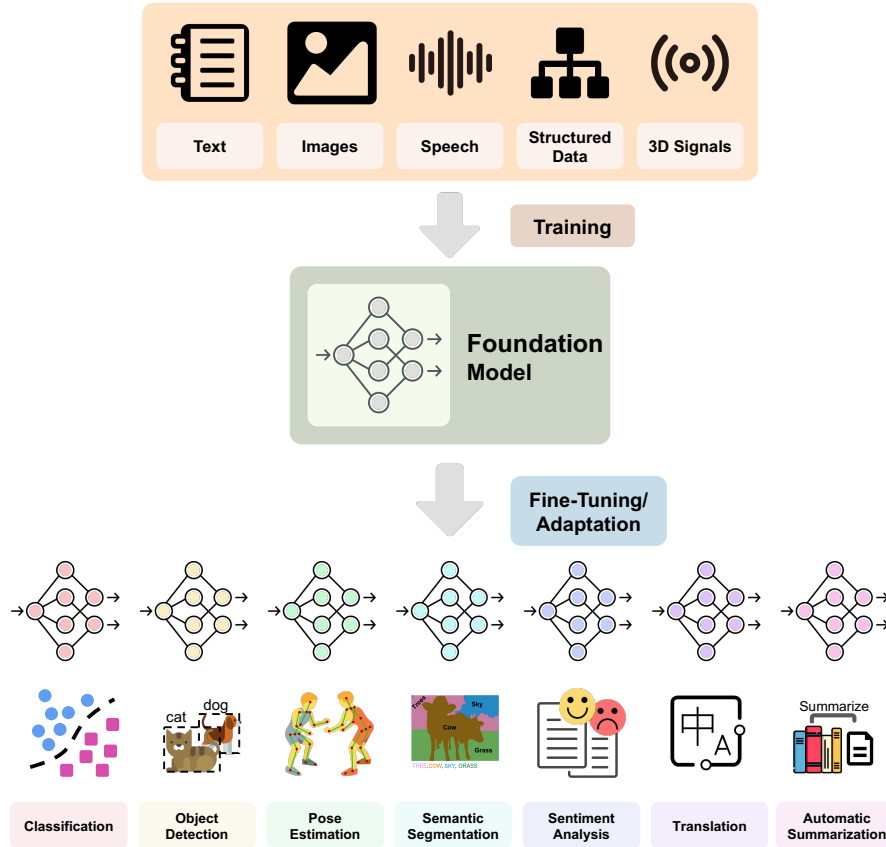 Text
Images
Speech
Structured
Data
3D Signals
Training
Foundation
Model
Fine-Tuning/
Adaptation
cat
dog
Trees
Sky
Cow
Grass
TREE, COW, SKY, GRASS
中
A
Summarize
Classification
Object
Detection
Pose
Estimation
Semantic
Segmentation
Sentiment
Analysis
Translation
Automatic
Summarization